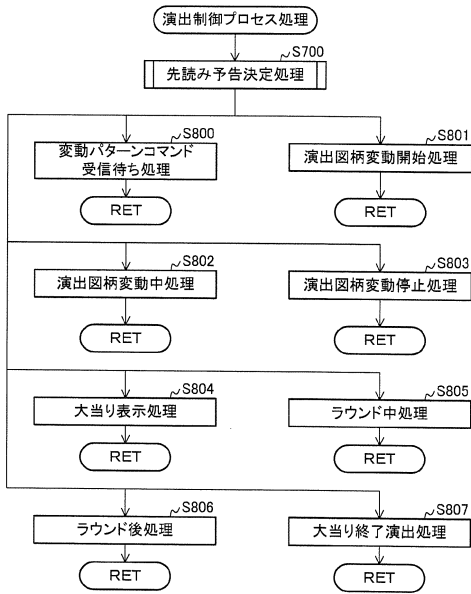 演出制御プロセス処理
S700
先読み予告決定処理
S800
変動パターンコマンド
受信待ち処理
RET
S801
演出図柄変動開始処理
RET
S802
演出図柄変動中処理
RET
S803
演出図柄変動停止処理
RET
S804
大当り表示処理
RET
S805
ラウンド中処理
RET
S806
ラウンド後処理
RET
S807
大当り終了演出処理
RET